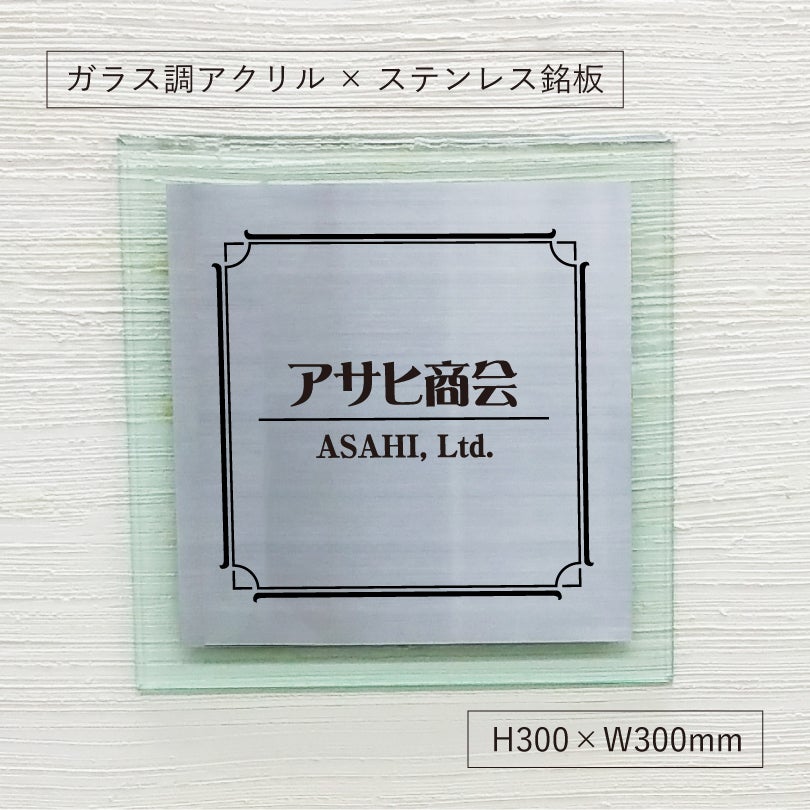 ガラス調アクリル × ステンレス銘板
アサヒ商会
ASAHI, Ltd.
H300×W300mm